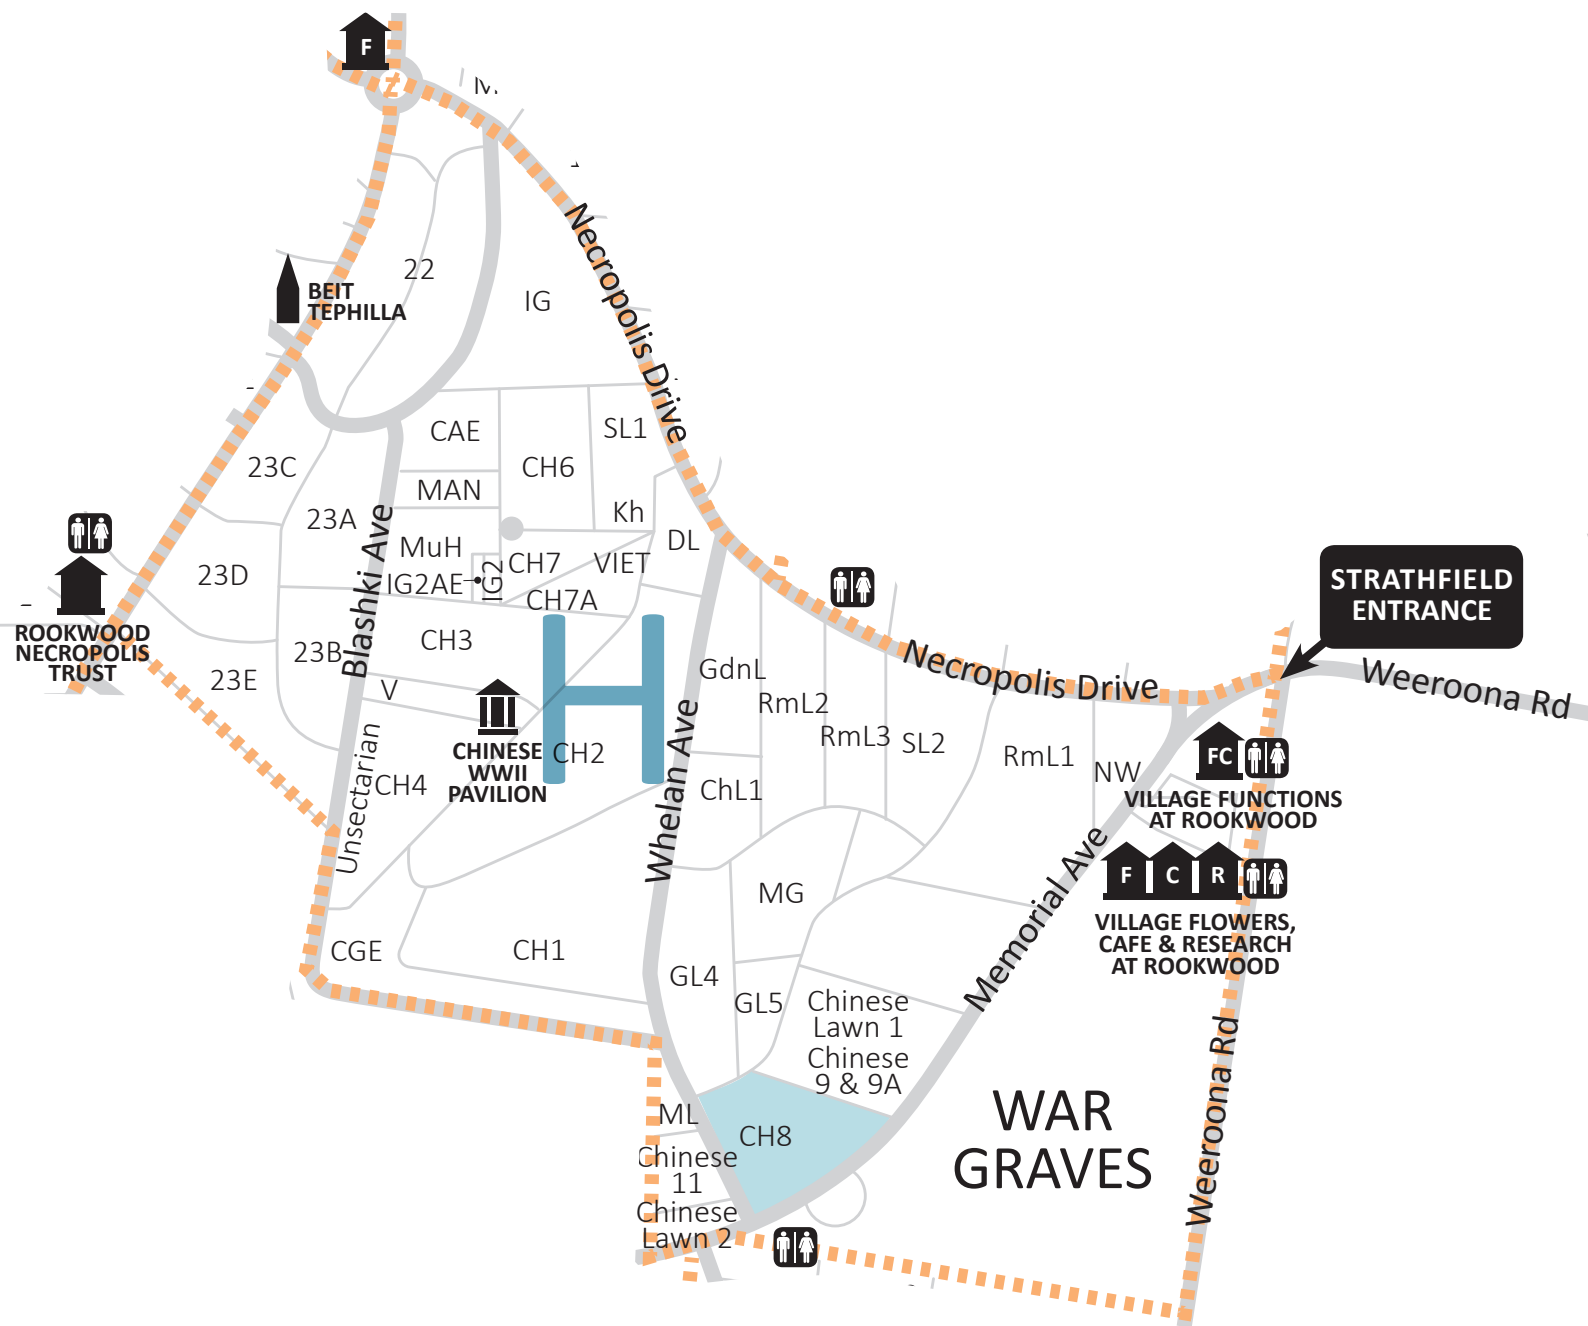 F
22
IG
BEIT
TEPHILLA
Necropolis Drive
CAE
SL1
23C
CH6
MAN
Kh
23A
MuH
DL
CH7
VIET
IG2AE
IG2
23D
CH7A
Blashki Ave
STRATHFIELD
ENTRANCE
ROOKWOOD
NECROPOLIS
TRUST
23B
CH3
23E
V
H
GdnL
RmL2
RmL3
SL2
RmL1
NW
Necropolis Drive
Weeroona Rd
CHINESE
WWII
PAVILION
CH2
CH4
Unsectarian
ChL1
Whelan Ave
FC
VILLAGE FUNCTIONS
AT ROOKWOOD
F C R
VILLAGE FLOWERS,
CAFE & RESEARCH
AT ROOKWOOD
Memorial Ave
MG
CGE
CH1
GL4
GL5
Chinese
Lawn 1
Chinese
9 & 9A
Weeroona Rd
WAR
GRAVES
ML
CH8
Chinese
11
Chinese
Lawn 2